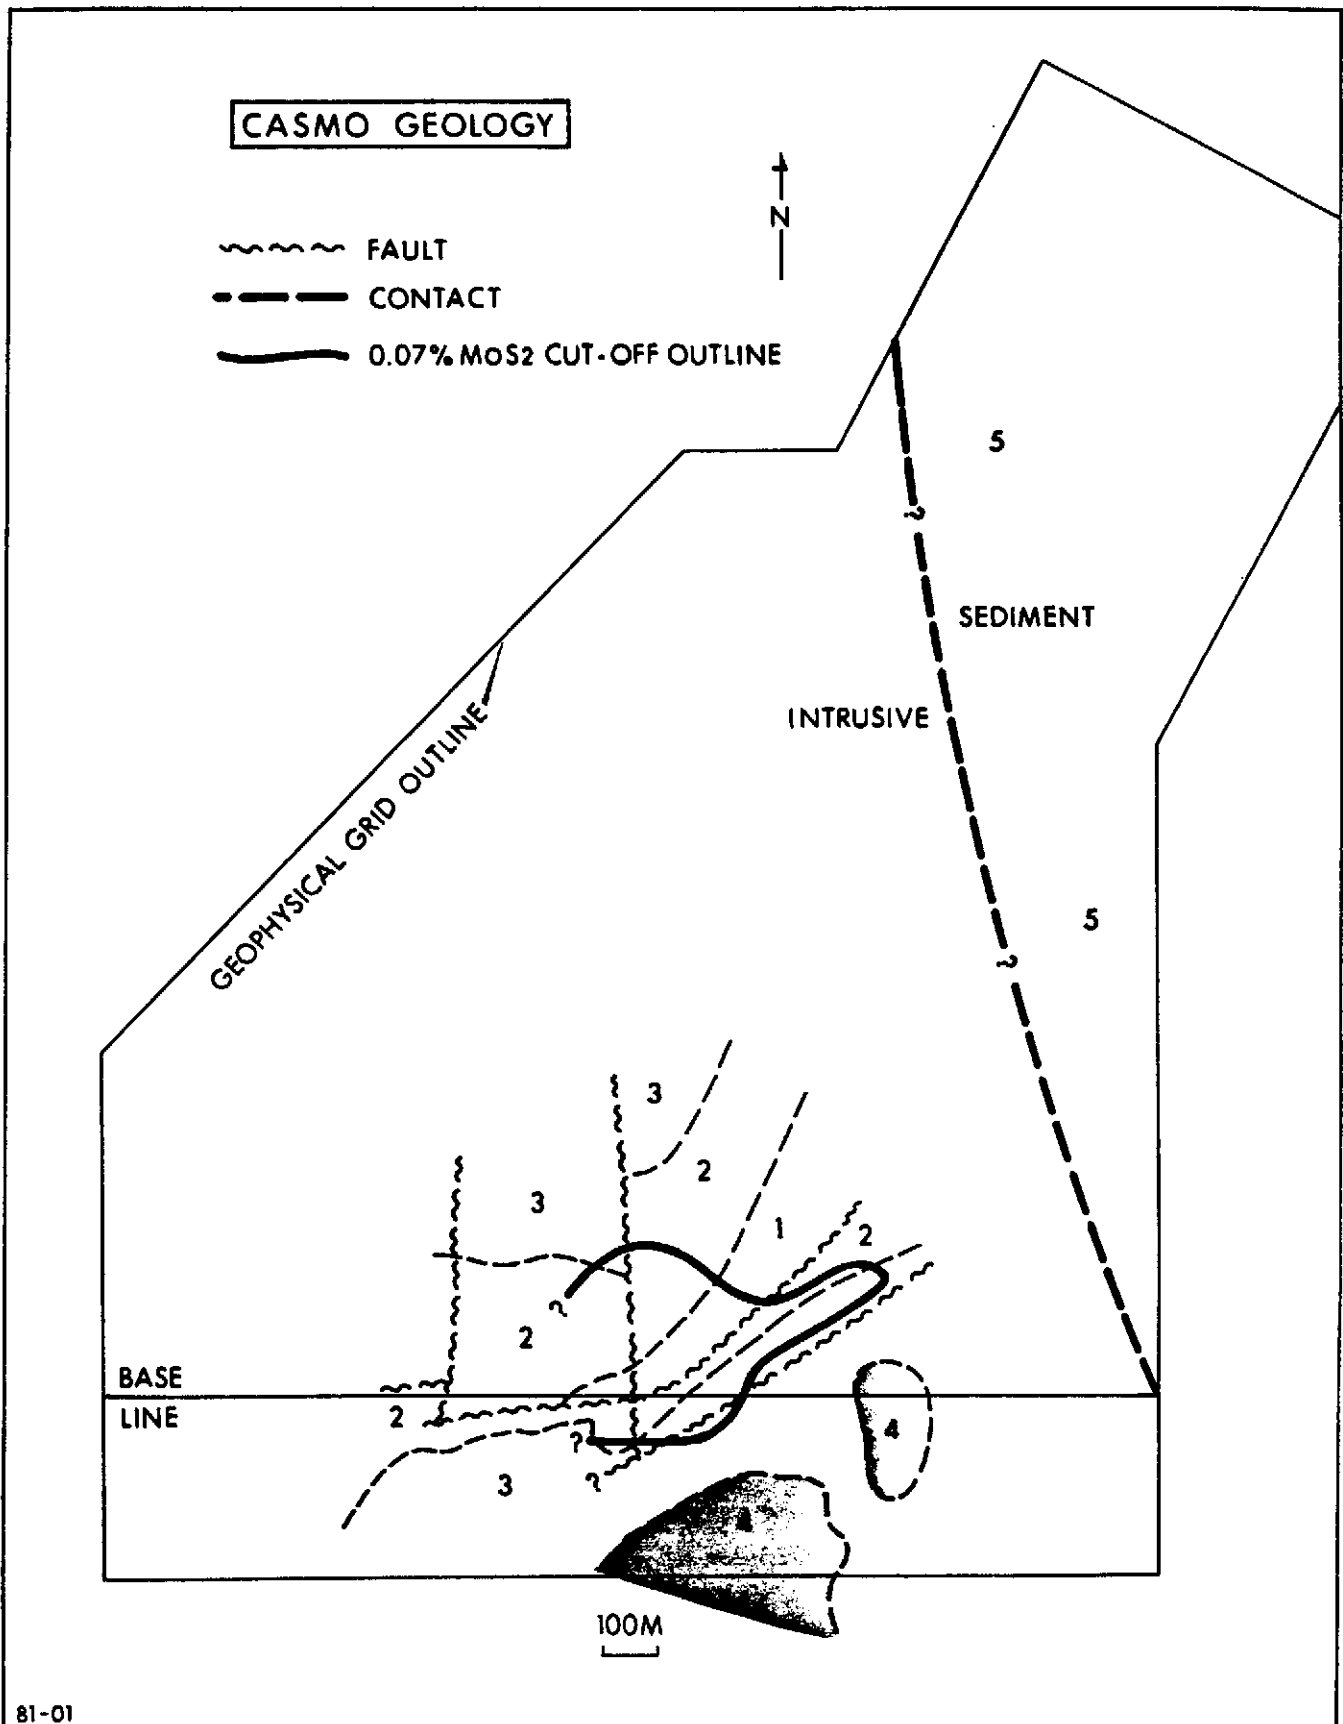 CASMO GEOLOGY
N
FAULT
CONTACT
0.07% MoS2 CUT-OFF OUTLINE
5
?
SEDIMENT
INTRUSIVE
GEOPHYSICAL GRID OUTLINE
5
?
3
2
3
1
2
?
2
BASE
LINE
2
?
4
3
?
4
100M
81-01